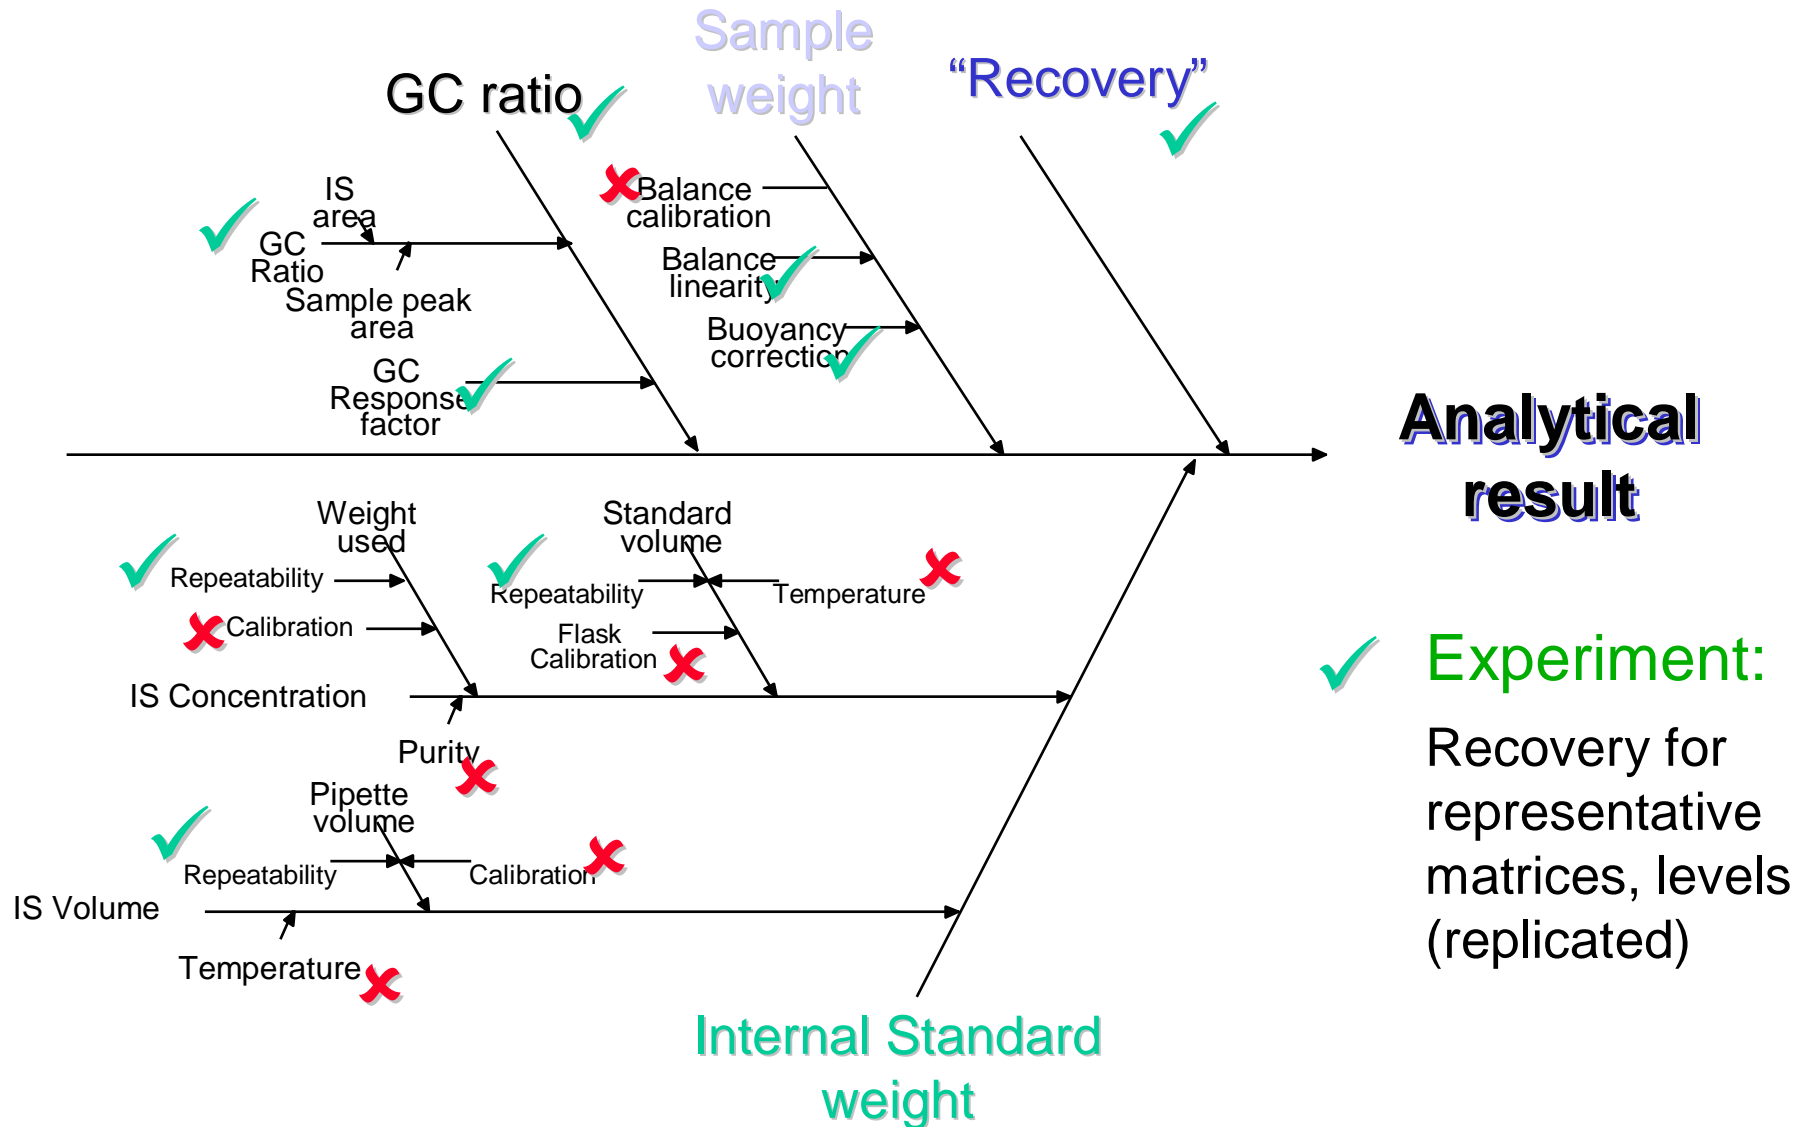 Sample
weight
GC ratio
“Recovery”
IS
area
GC
Ratio
Sample peak
area
GC
Response
factor
Balance
calibration
Balance
linearity
Buoyancy
correction
Analytical
result
Weight
used
Repeatability
Calibration
IS Concentration
Purity
Standard
volume
Repeatability
Temperature
Flask
Calibration
Pipette
volume
Repeatability
Calibration
IS Volume
Temperature
Internal Standard
weight
Experiment:
Recovery for
representative
matrices, levels
(replicated)